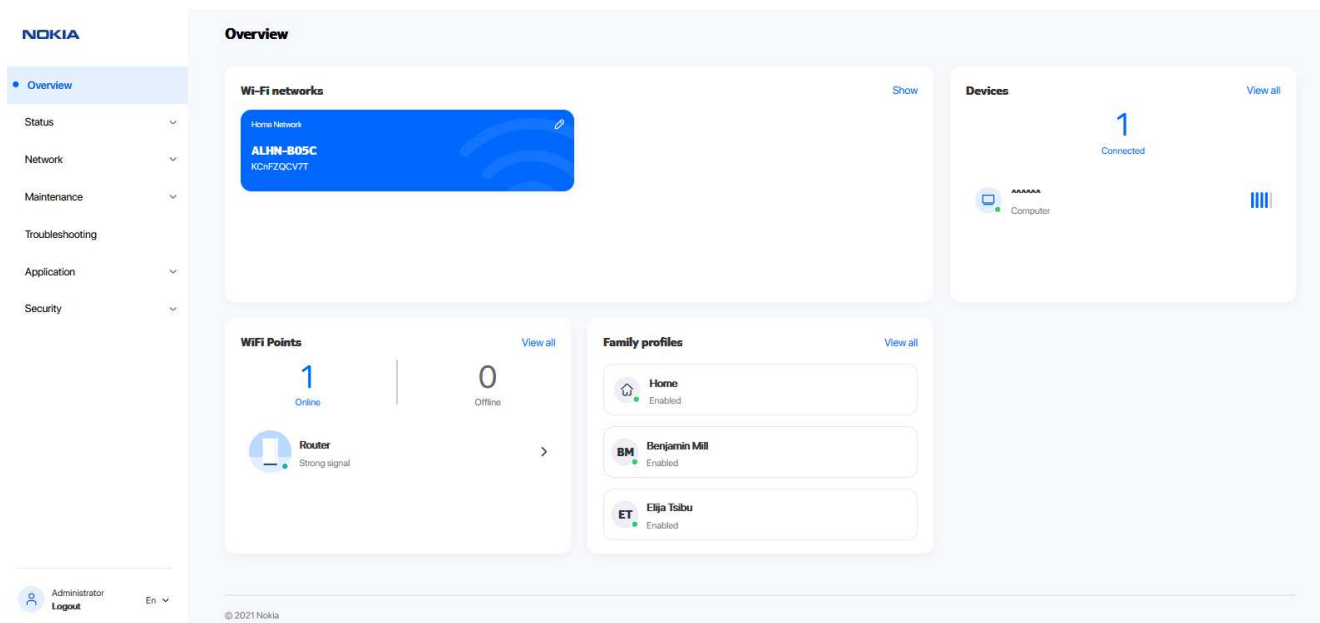 NOKIA
Overview
Status
Network
Maintenance
Troubleshooting
Application
Security
Administrator
Logout
En
Overview
Wi-Fi networks
Show
Home Network
ALHN-B05C
KCnFZQCV7T
Devices
View all
1
Connected
^^^^^^
Computer
WiFi Points
View all
1
Online
0
Offline
Router
Strong signal
Family profiles
View all
Home
Enabled
BM
Benjamin Mill
Enabled
ET
Elija Tsibu
Enabled
© 2021 Nokia